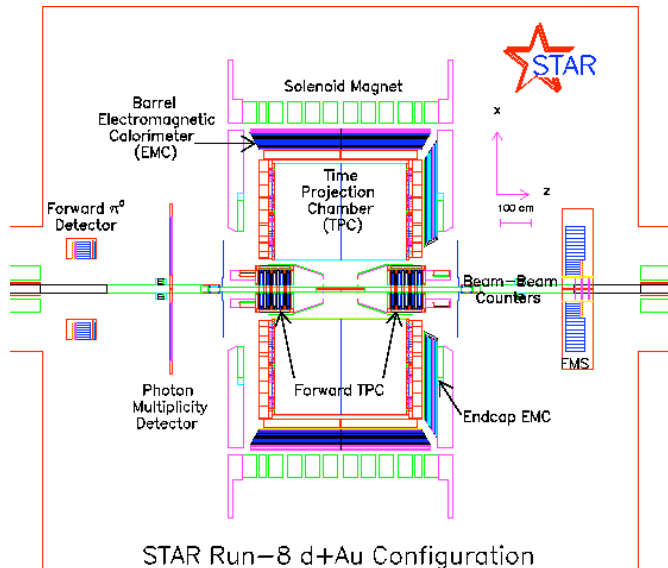 STAR
Solenoid Magnet
Barrel
Electromagnetic
Calorimeter
(EMC)
x
z
100 cm
Time
Projection
Chamber
(TPC)
Forward π⁰
Detector
Beam-Beam
Counters
FMS
Forward TPC
Photon
Multiplicity
Detector
Endcap EMC
STAR Run-8 d+Au Configuration